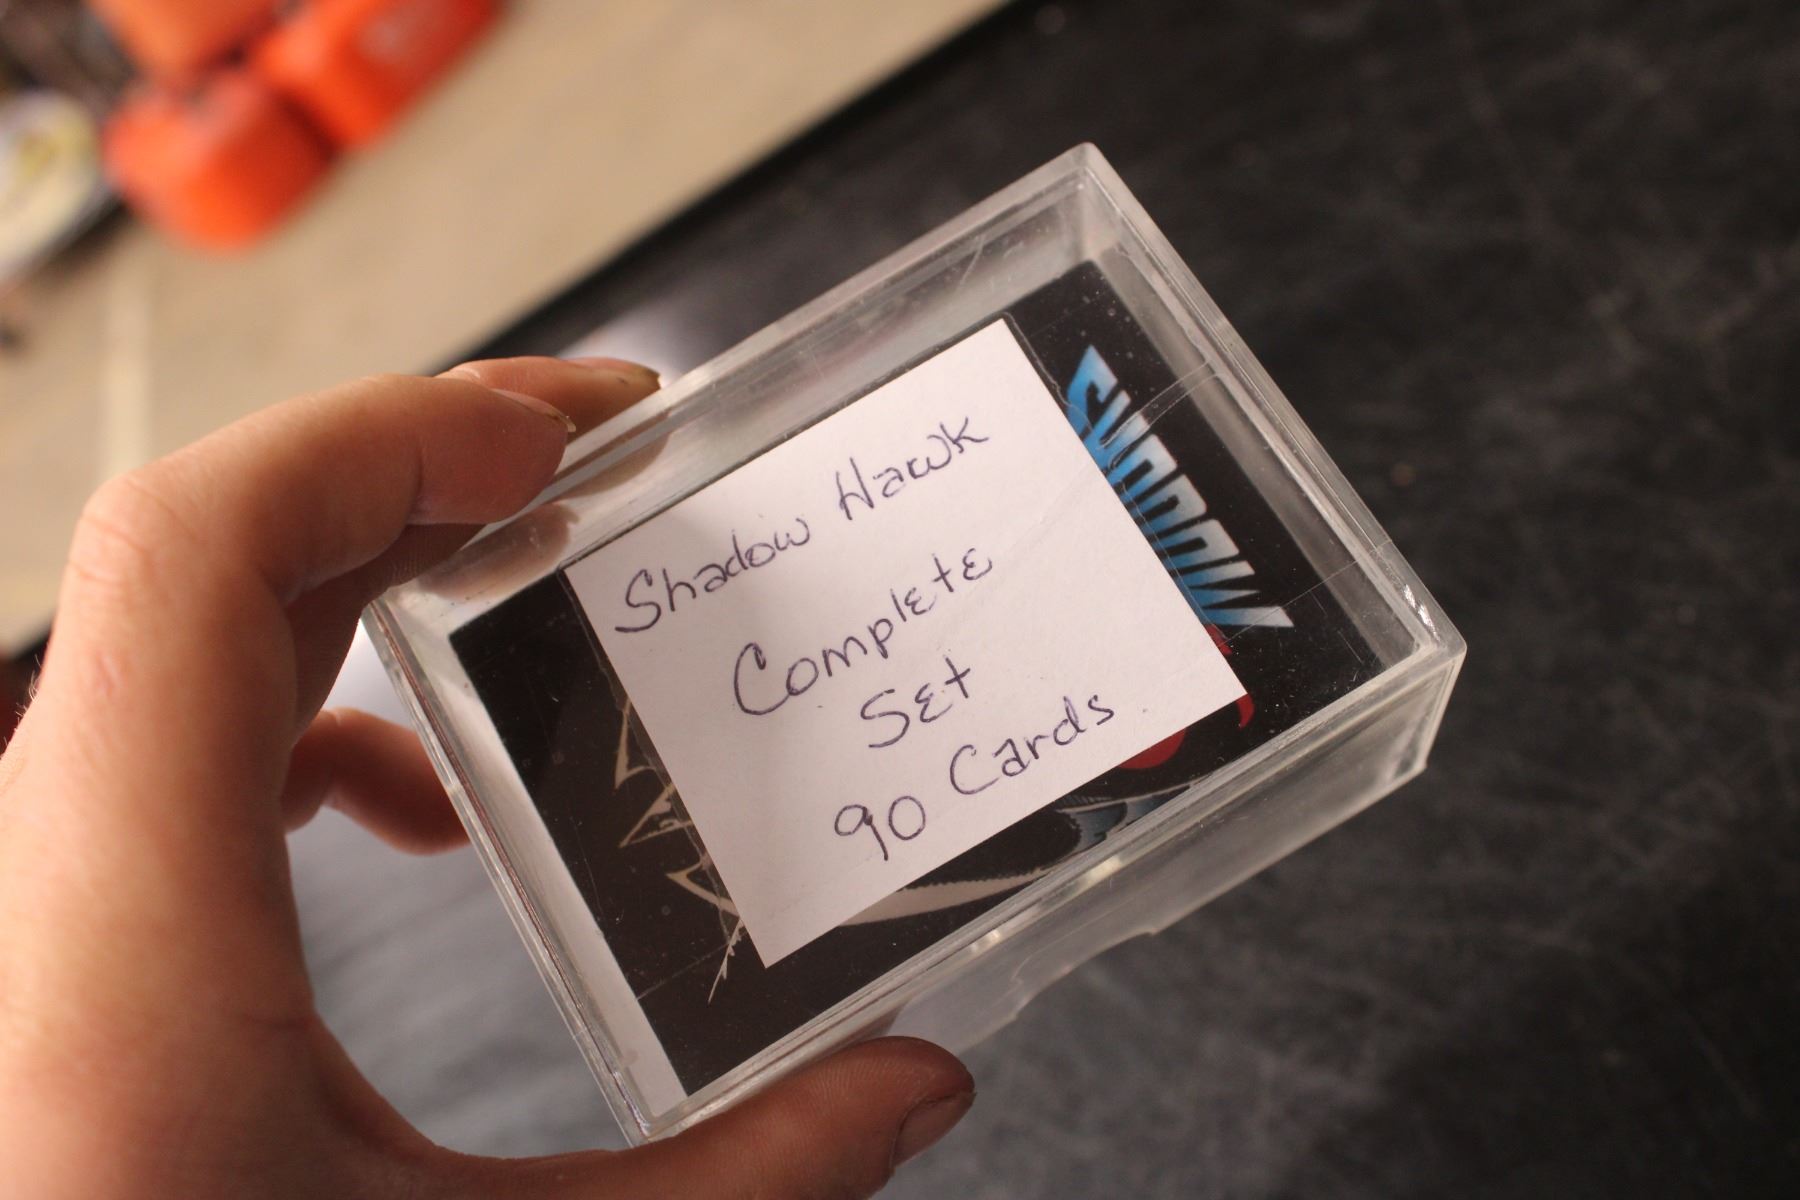 Shadow Hawk
Complete
Set
90 Cards
SHADOW